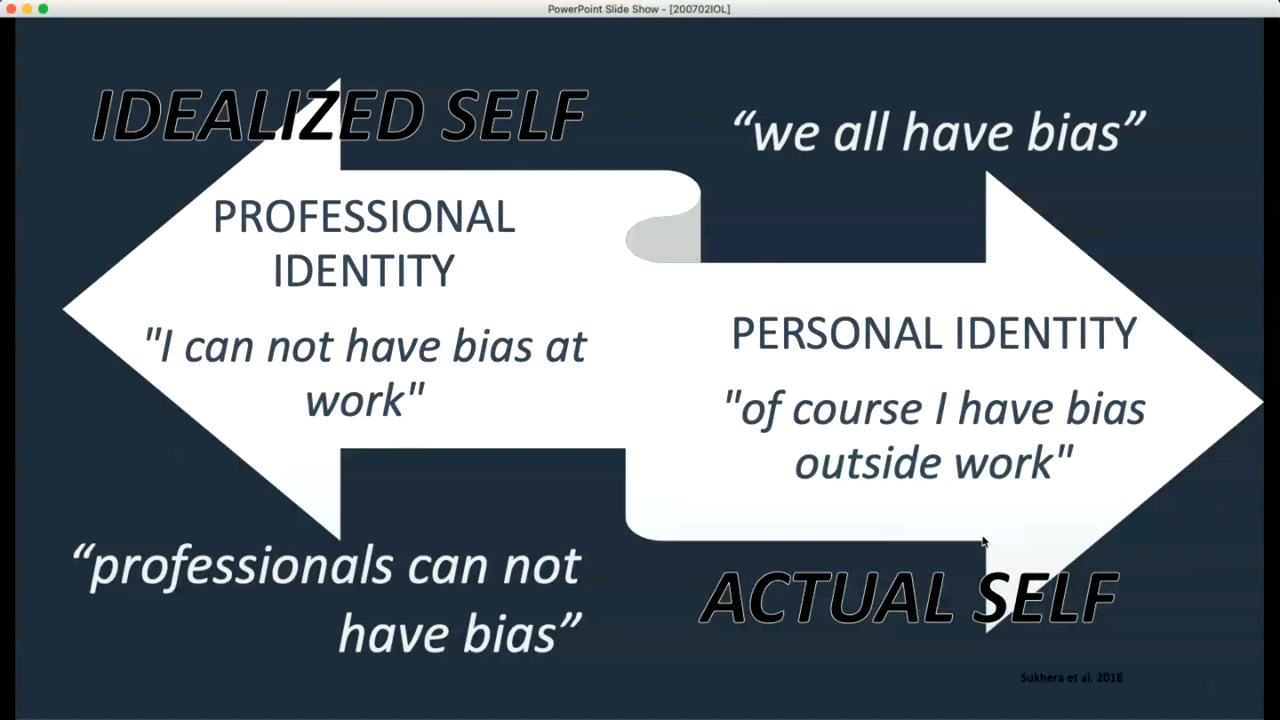 PowerPoint Slide Show - [200702IOL]
IDEALIZED SELF
“we all have bias”
PROFESSIONAL
IDENTITY
"I can not have bias at
work"
PERSONAL IDENTITY
"of course I have bias
outside work"
“professionals can not
have bias”
ACTUAL SELF
Sukhera et al. 2018